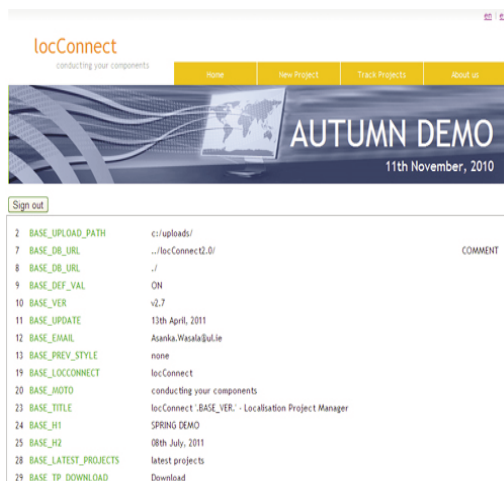 en | e
locConnect
conducting your components
Home New Project Track Projects About us
AUTUMN DEMO
11th November, 2010
Sign out
2 BASE_UPLOAD_PATH c:/uploads/
7 BASE_DB_URL ../locConnect2.0/ COMMENT
8 BASE_DB_URL ./
9 BASE_DEF_VAL ON
10 BASE_VER v2.7
11 BASE_UPDATE 13th April, 2011
12 BASE_EMAIL Asanka.Wasala@ul.ie
13 BASE_PREV_STYLE none
19 BASE_LOCCONNECT locConnect
20 BASE_MOTO conducting your components
23 BASE_TITLE locConnect '.BASE_VER.' - Localisation Project Manager
24 BASE_H1 SPRING DEMO
25 BASE_H2 08th July, 2011
28 BASE_LATEST_PROJECTS latest projects
29 BASE_TP_DOWNLOAD Download